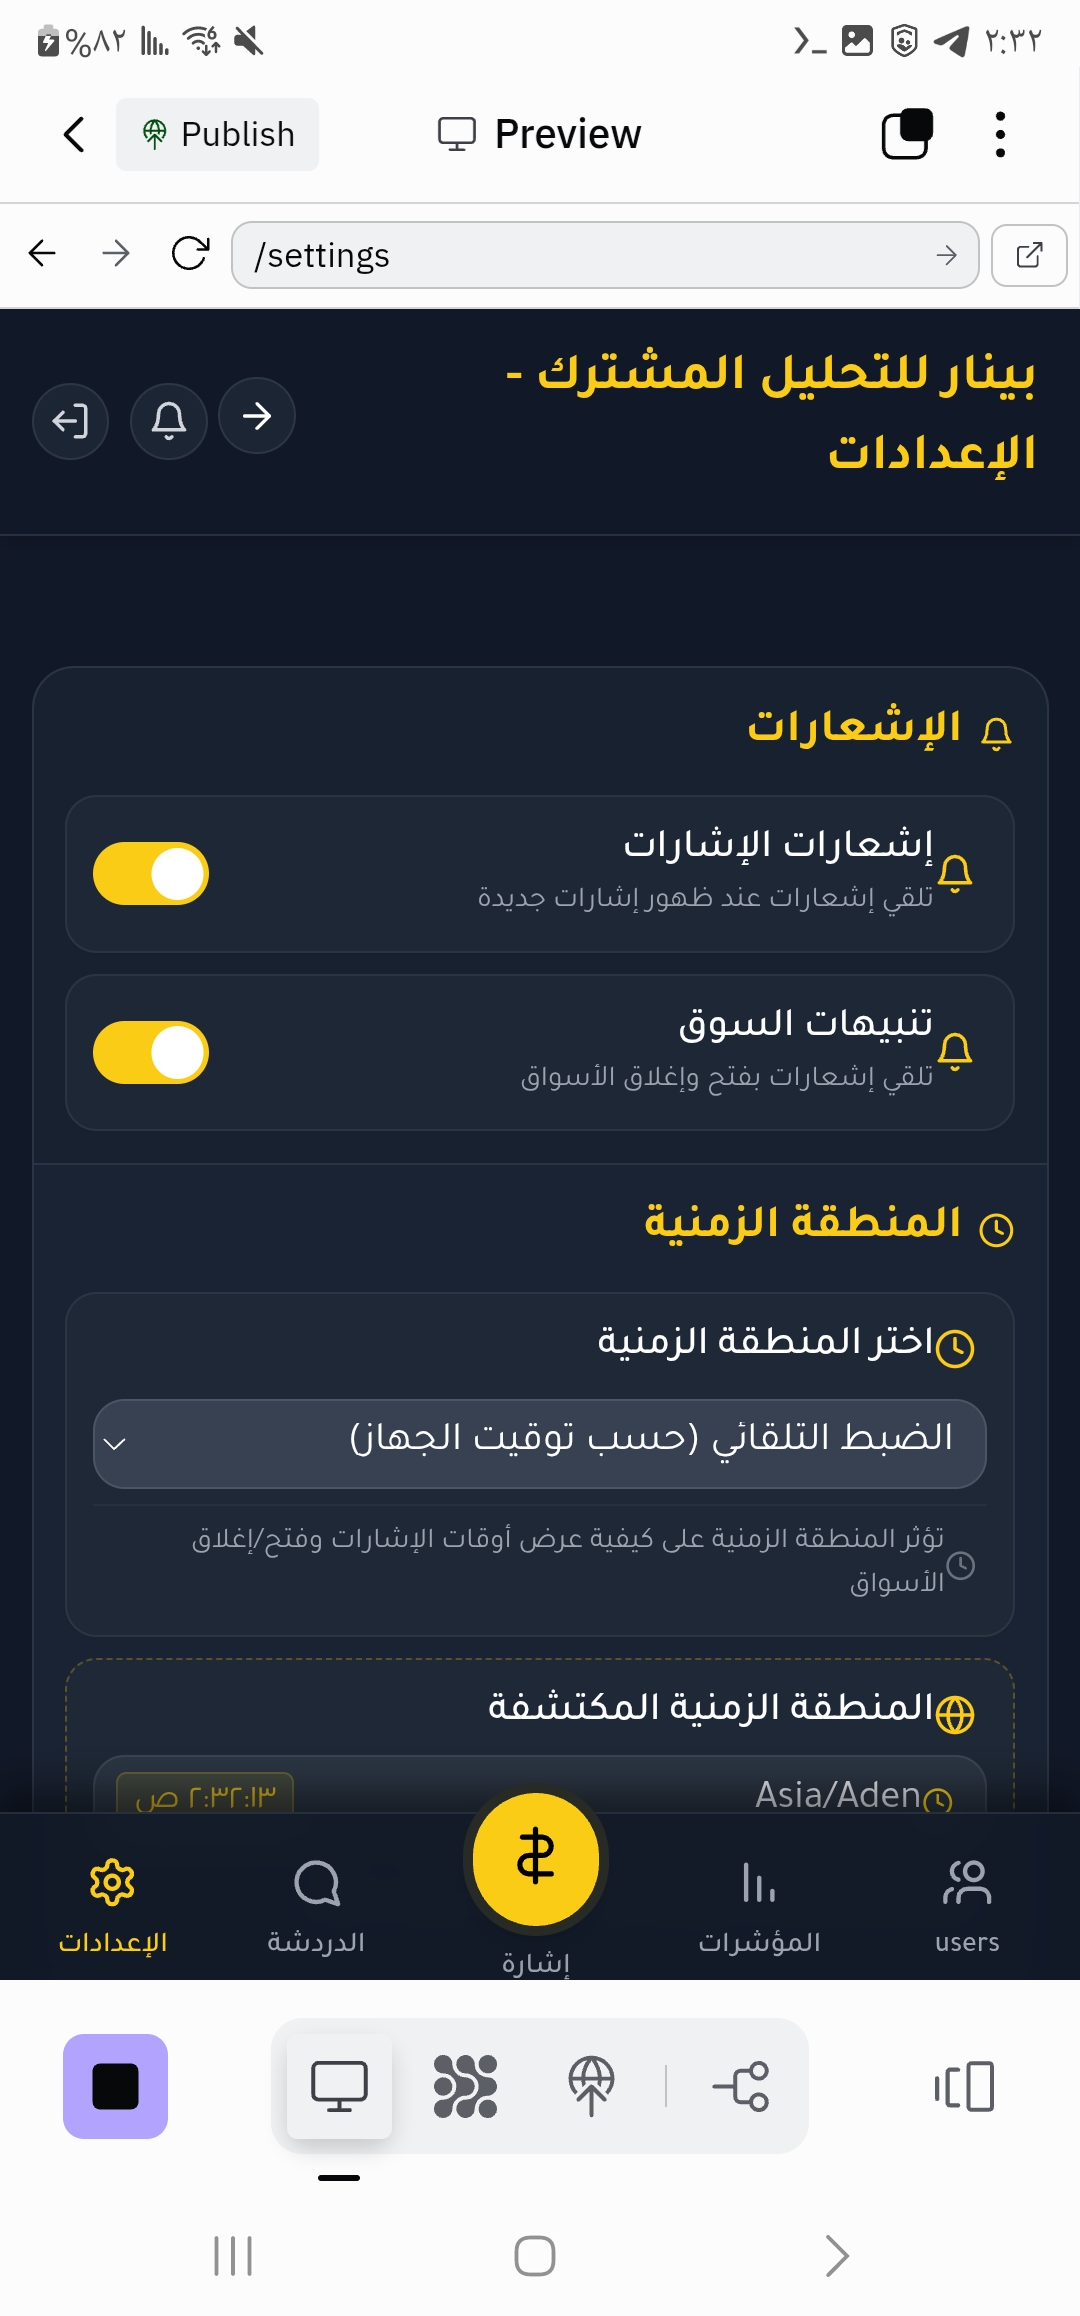 ٢:٣٢
%٨٢
Publish
Preview
/settings
بينار للتحليل المشترك -
الإعدادات
الإشعارات
إشعارات الإشارات
تلقي إشعارات عند ظهور إشارات جديدة
تنبيهات السوق
تلقي إشعارات بفتح وإغلاق الأسواق
المنطقة الزمنية
اختر المنطقة الزمنية
الضبط التلقائي (حسب توقيت الجهاز)
تؤثر المنطقة الزمنية على كيفية عرض أوقات الإشارات وفتح/إغلاق
الأسواق
المنطقة الزمنية المكتشفة
Asia/Aden
٢:٣٢:١٣ ص
users
المؤشرات
إشارة
الدردشة
الإعدادات